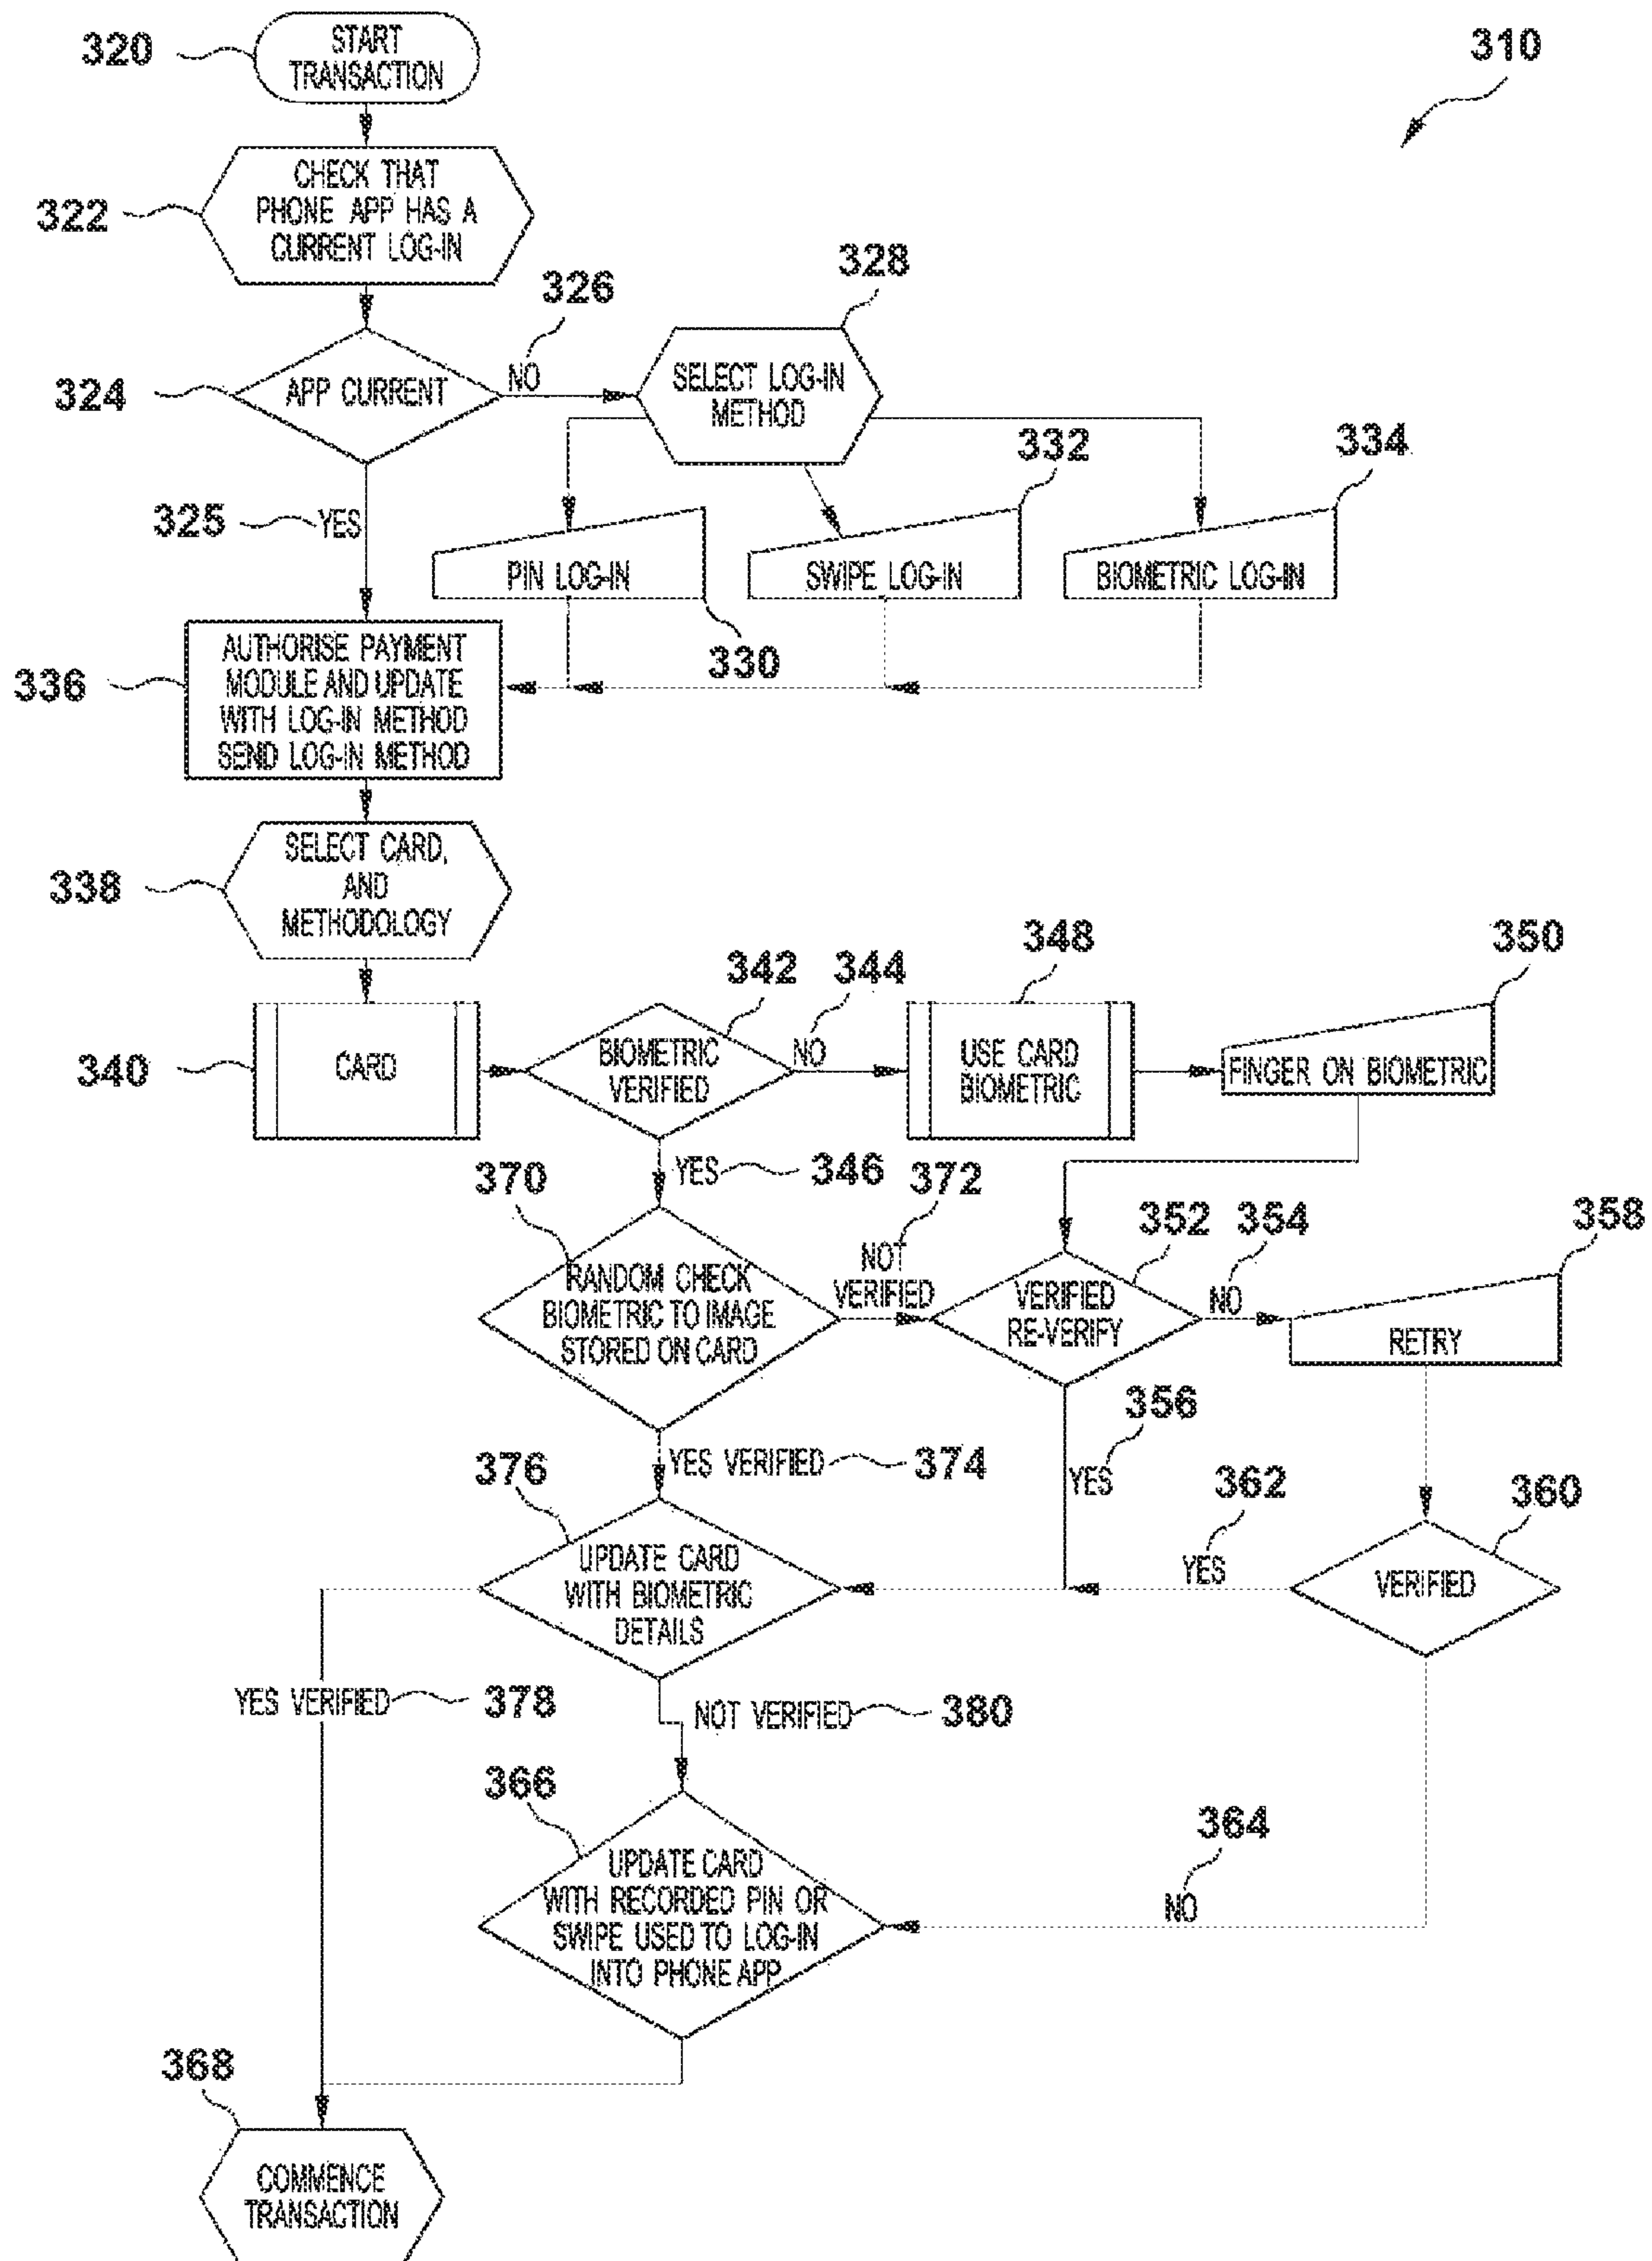 320
START
TRANSACTION
310
322
CHECK THAT
PHONE APP HAS A
CURRENT LOG-IN
328
326
324
APP CURRENT
NO
SELECT LOG-IN
METHOD
332
334
325
YES
PIN LOG-IN
SWIPE LOG-IN
BIOMETRIC LOG-IN
330
336
AUTHORISE PAYMENT
MODULE AND UPDATE
WITH LOG-IN METHOD
SEND LOG-IN METHOD
338
SELECT CARD,
AND
METHODOLOGY
342
344
348
350
340
CARD
BIOMETRIC
VERIFIED
NO
USE CARD
BIOMETRIC
FINGER ON BIOMETRIC
YES
346
370
372
352
354
358
RANDOM CHECK
BIOMETRIC TO IMAGE
STORED ON CARD
NOT
VERIFIED
VERIFIED
RE-VERIFY
NO
RETRY
356
YES VERIFIED
374
YES
376
362
360
UPDATE CARD
WITH BIOMETRIC
DETAILS
YES
VERIFIED
YES VERIFIED
378
NOT VERIFIED
380
366
364
UPDATE CARD
WITH RECORDED PIN OR
SWIPE USED TO LOG-IN
INTO PHONE APP
NO
368
COMMENCE
TRANSACTION